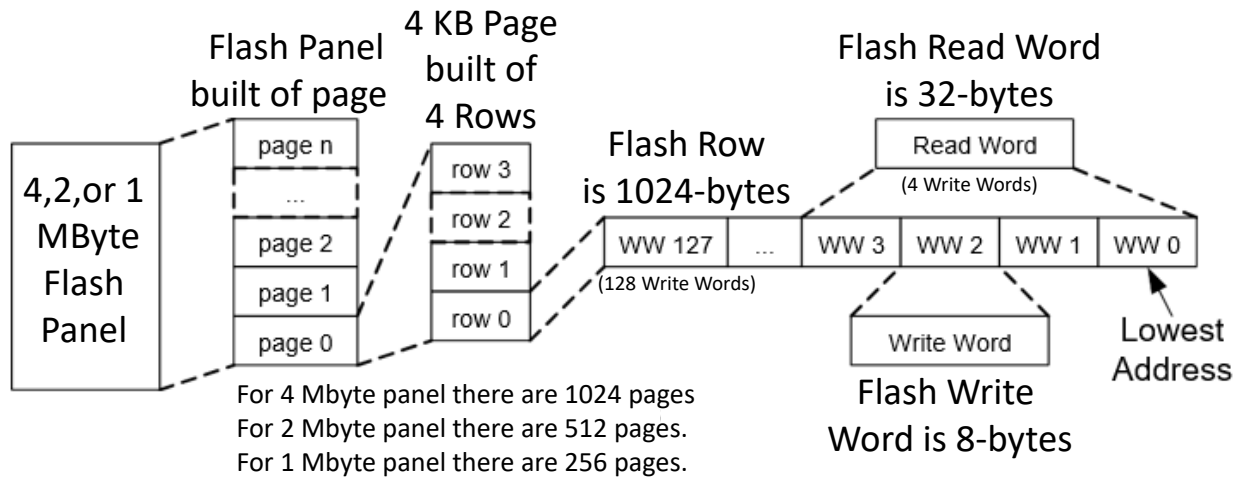 Flash Panel
built of page
4 KB Page
built of
4 Rows
Flash Read Word
is 32-bytes
Flash Row
is 1024-bytes
4,2,or 1
MByte
Flash
Panel
page n
...
page 2
page 1
page 0
row 3
row 2
row 1
row 0
Read Word
(4 Write Words)
WW 127
...
WW 3
WW 2
WW 1
WW 0
(128 Write Words)
Write Word
Lowest
Address
Flash Write
Word is 8-bytes
For 4 Mbyte panel there are 1024 pages
For 2 Mbyte panel there are 512 pages.
For 1 Mbyte panel there are 256 pages.